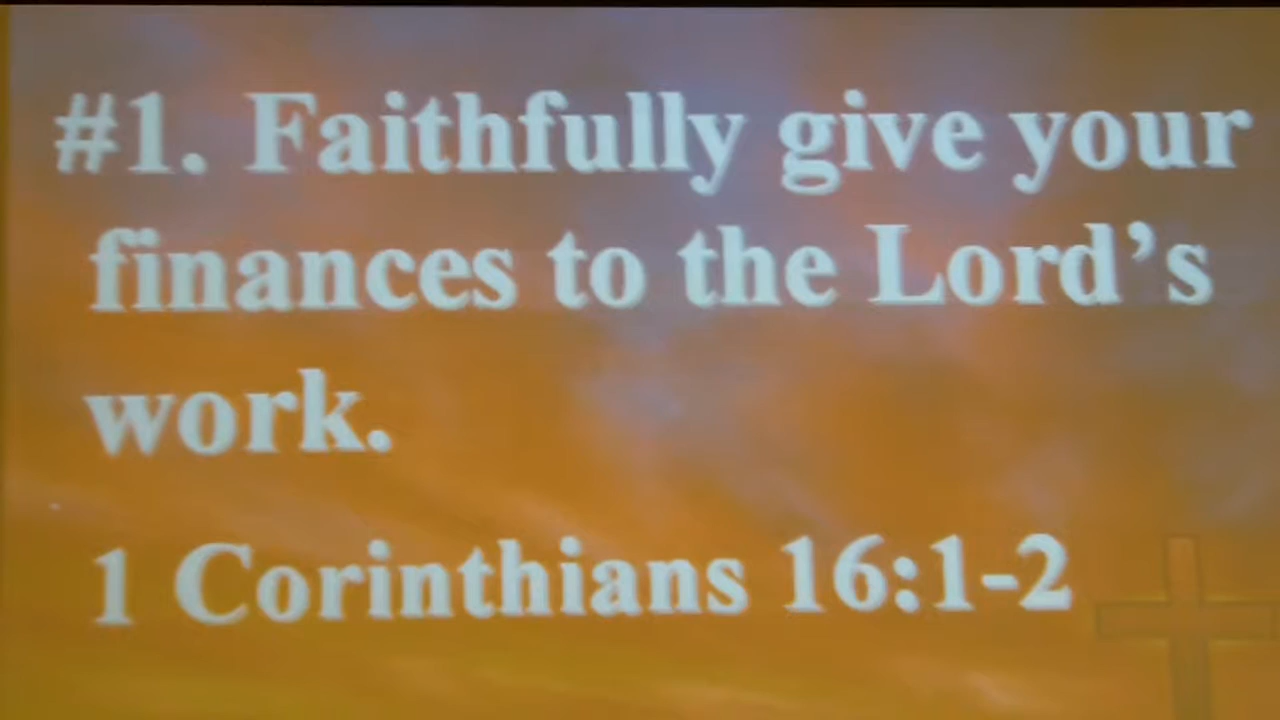 #1. Faithfully give your
finances to the Lord’s
work.
1 Corinthians 16:1-2